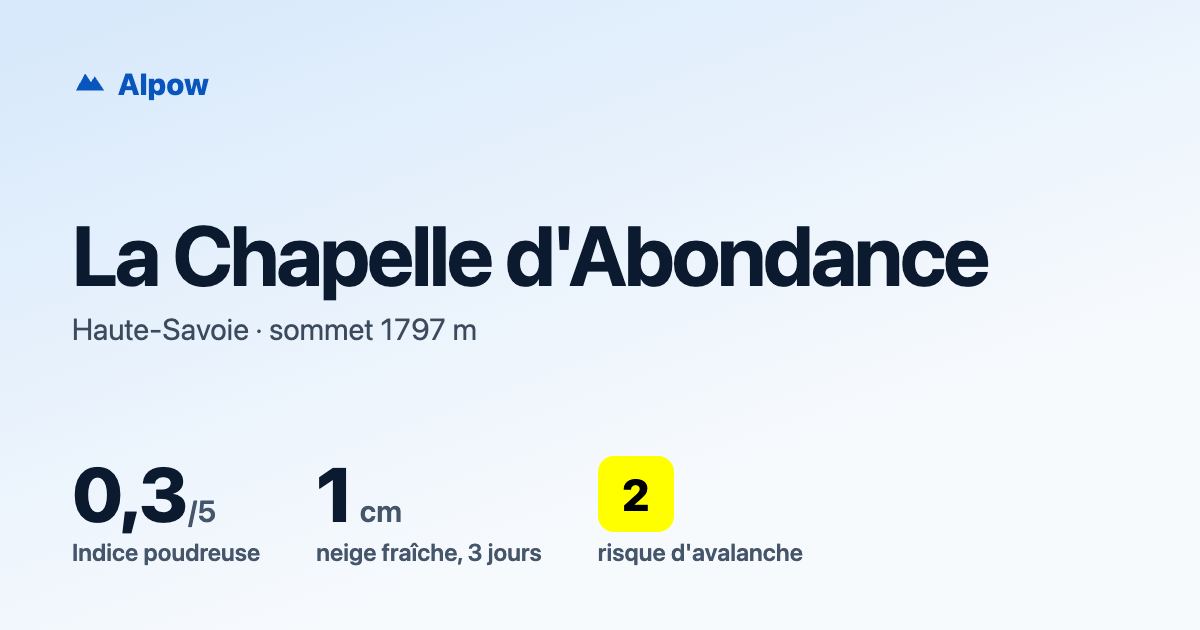 Alpow
La Chapelle d'Abondance
Haute-Savoie · sommet 1797 m
0,3/5
Indice poudreuse
1 cm
neige fraîche, 3 jours
2
risque d'avalanche